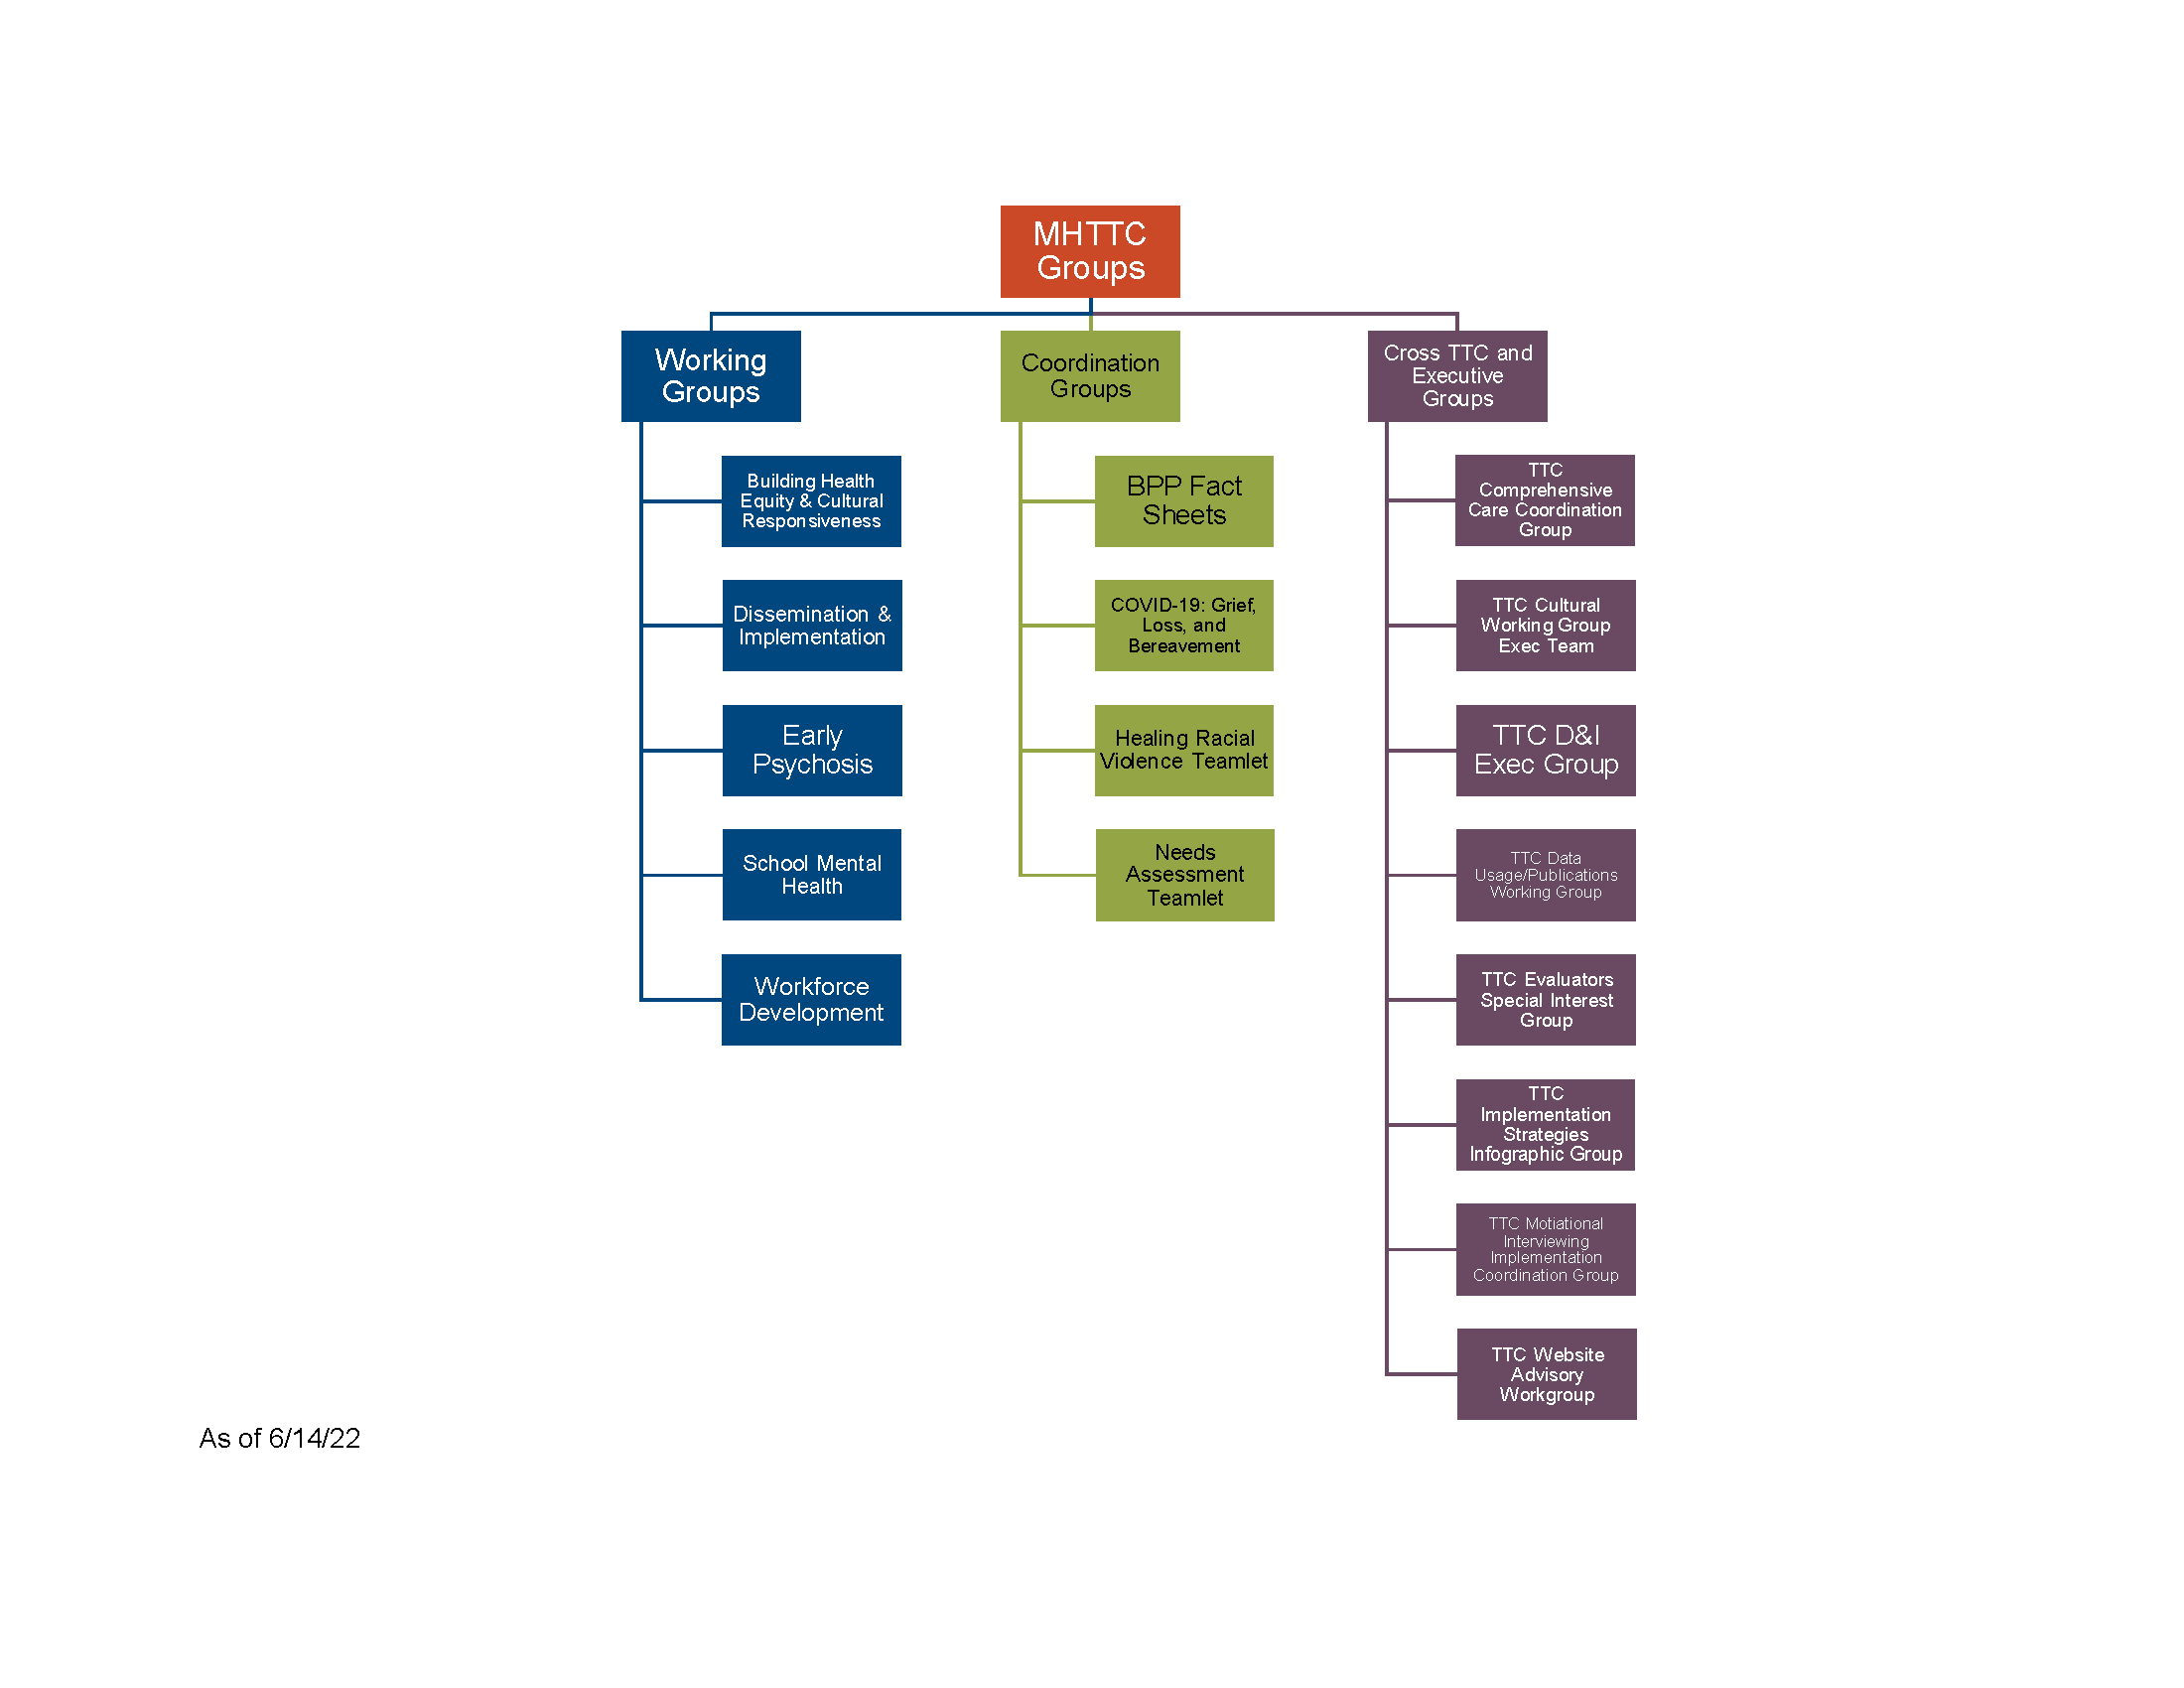 MHTTC
Groups
Working
Groups
Building Health
Equity & Cultural
Responsiveness
Dissemination &
Implementation
Early
Psychosis
School Mental
Health
Workforce
Development
Coordination
Groups
BPP Fact
Sheets
COVID-19: Grief,
Loss, and
Bereavement
Healing Racial
Violence Teamlet
Needs
Assessment
Teamlet
Cross TTC and
Executive
Groups
TTC
Comprehensive
Care Coordination
Group
TTC Cultural
Working Group
Exec Team
TTC D&I
Exec Group
TTC Data
Usage/Publications
Working Group
TTC Evaluators
Special Interest
Group
TTC
Implementation
Strategies
Infographic Group
TTC Motiational
Interviewing
Implementation
Coordination Group
TTC Website
Advisory
Workgroup
As of 6/14/22